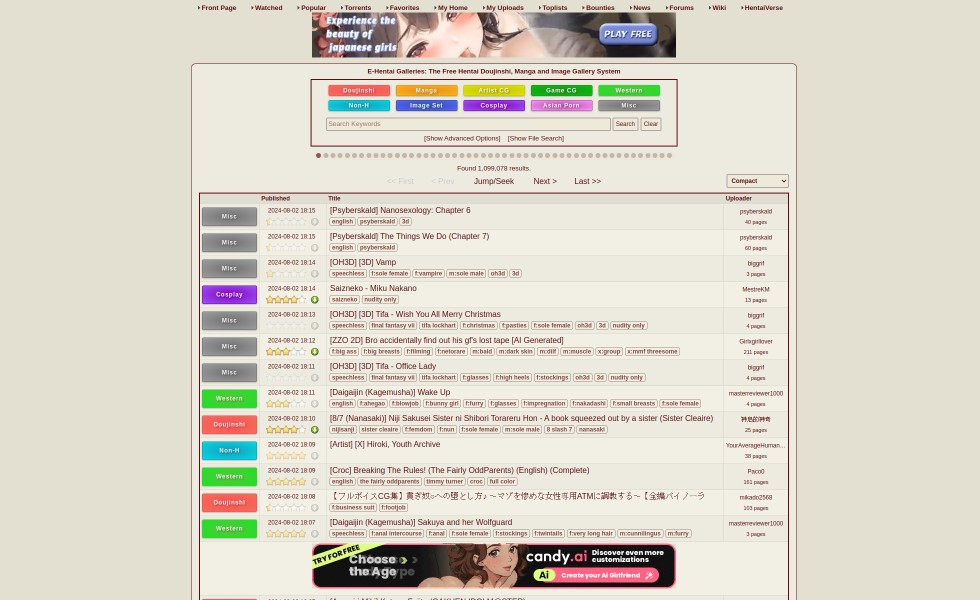 Front Page Watched Popular Torrents Favorites My Home My Uploads Toplists Bounties News Forums Wiki HentaiVerse
Experience the
beauty of
japanese girls
PLAY FREE
E-Hentai Galleries: The Free Hentai Doujinshi, Manga and Image Gallery System
Doujinshi Manga Artist CG Game CG Western
Non-H Image Set Cosplay Asian Porn Misc
Search Keywords Search Clear
[Show Advanced Options] [Show File Search]
Found 1,099,078 results.
<< First < Prev Jump/Seek Next > Last >> Compact
Published Title Uploader
Misc 2024-08-02 18:15 [Psyberskald] Nanosexology: Chapter 6 psyberskald
english psyberskald 3d 40 pages
Misc 2024-08-02 18:15 [Psyberskald] The Things We Do (Chapter 7) psyberskald
english psyberskald 60 pages
Misc 2024-08-02 18:14 [OH3D] [3D] Vamp biggrif
speechless f:sole female f:vampire m:sole male oh3d 3d 3 pages
Cosplay 2024-08-02 18:14 Saizneko - Miku Nakano MestreKM
saizneko nudity only 13 pages
Misc 2024-08-02 18:13 [OH3D] [3D] Tifa - Wish You All Merry Christmas biggrif
speechless final fantasy vii tifa lockhart f:christmas f:pasties f:sole female oh3d 3d nudity only 4 pages
Misc 2024-08-02 18:12 [ZZO 2D] Bro accidentally find out his gf's lost tape [AI Generated] Girlxgirllover
f:big ass f:big breasts f:filming f:netorare m:bald m:dark skin m:dilf m:muscle x:group x:mmf threesome 211 pages
Misc 2024-08-02 18:11 [OH3D] [3D] Tifa - Office Lady biggrif
speechless final fantasy vii tifa lockhart f:glasses f:high heels f:stockings oh3d 3d nudity only 4 pages
Western 2024-08-02 18:11 [Daigaijin (Kagemusha)] Wake Up masterreviewer1000
english f:ahegao f:blowjob f:bunny girl f:furry f:glasses f:impregnation f:nakadashi f:small breasts f:sole female 4 pages
Doujinshi 2024-08-02 18:10 [8/7 (Nanasaki)] Niji Sakusei Sister ni Shibori Torareru Hon - A book squeezed out by a sister (Sister Cleaire)
nijisanji sister cleaire f:femdom f:nun f:sole female m:sole male 8 slash 7 nanasaki 25 pages
Non-H 2024-08-02 18:09 [Artist] [X] Hiroki, Youth Archive YourAverageHuman...
36 pages
Western 2024-08-02 18:09 [Croc] Breaking The Rules! (The Fairly OddParents) (English) (Complete) Paco0
english the fairly oddparents timmy turner croc full color 161 pages
Doujinshi 2024-08-02 18:08 【フルボイスCG集】貢ぎ奴○への堕とし方♪～マゾを惨めな女性専用ATMに調教する～【全編バイノーラ mikado2568
f:business suit f:footjob 103 pages
Western 2024-08-02 18:07 [Daigaijin (Kagemusha)] Sakuya and her Wolfguard masterreviewer1000
speechless f:anal intercourse f:anal f:sole female f:stockings f:twintails f:very long hair m:cunnilingus m:furry 3 pages
TRY FOR FREE
Choose
the Age
candy.ai Discover even more
customizations
Ai Create your AI Girlfriend